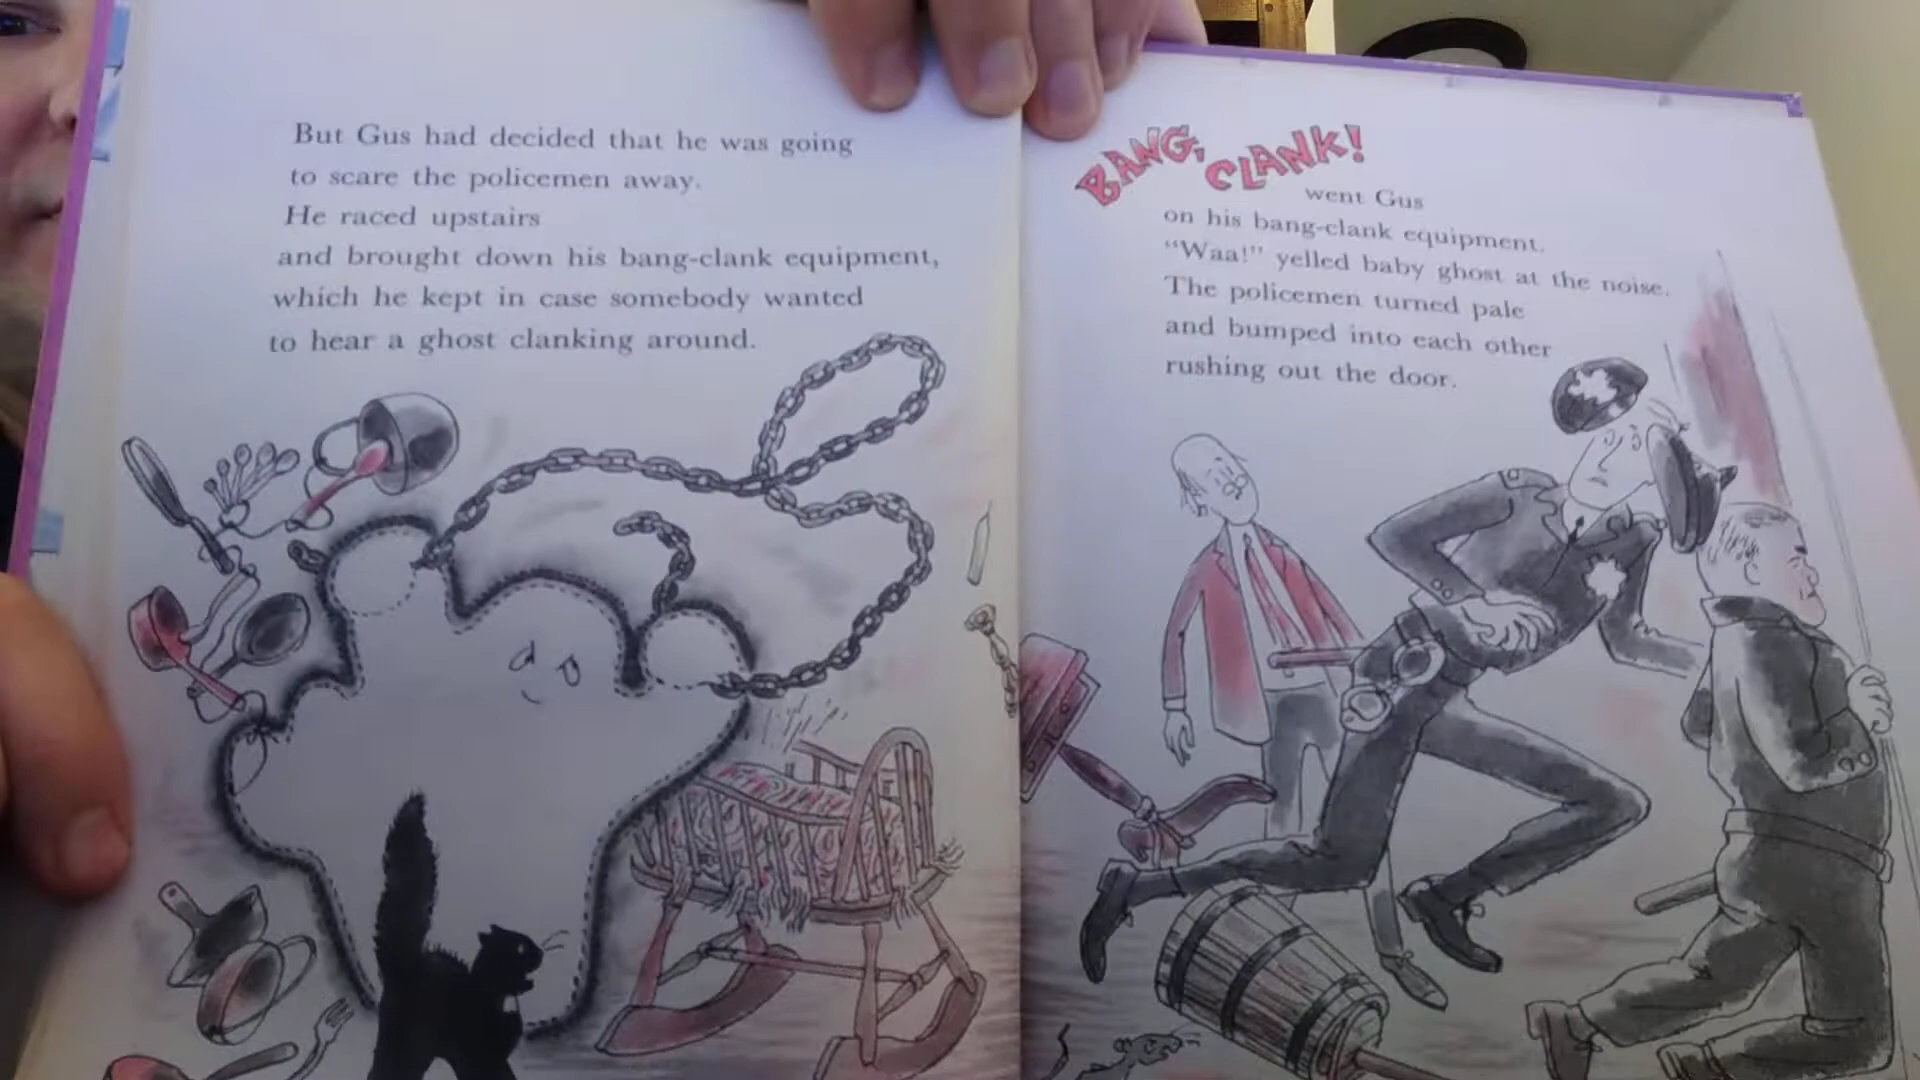 But Gus had decided that he was going
to scare the policemen away.
He raced upstairs
and brought down his bang-clank equipment,
which he kept in case somebody wanted
to hear a ghost clanking around.
BANG, CLANK!
went Gus
on his bang-clank equipment.
“Waa!” yelled baby ghost at the noise.
The policemen turned pale
and bumped into each other
rushing out the door.